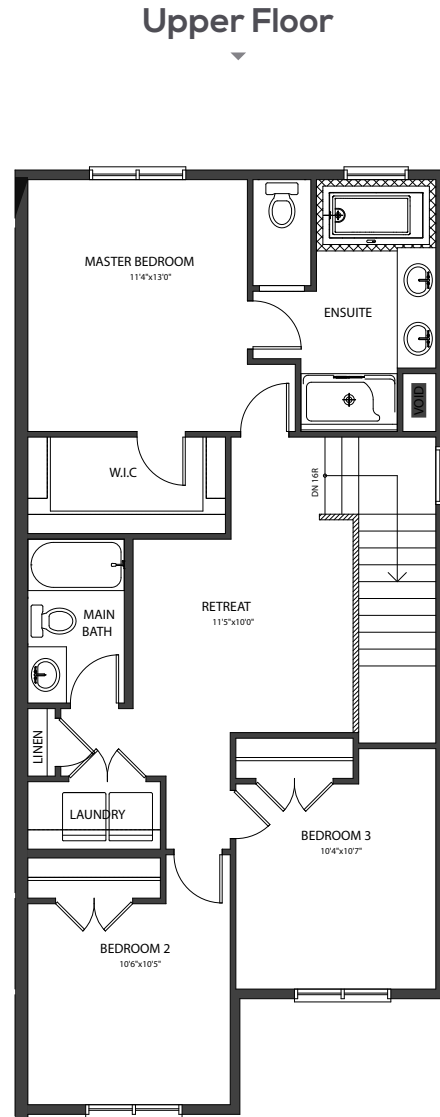 Upper Floor
MASTER BEDROOM
11'4"x13'0"
ENSUITE
VOID
W.I.C
DN 16R
RETREAT
11'5"x10'0"
MAIN
BATH
LINEN
LAUNDRY
BEDROOM 3
10'4"x10'7"
BEDROOM 2
10'6"x10'5"